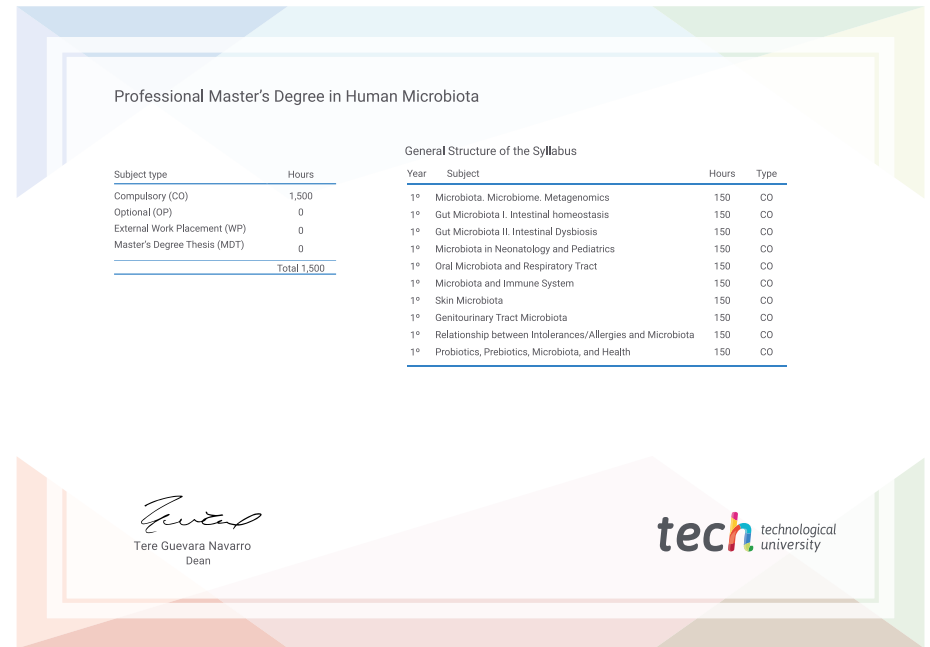 Professional Master's Degree in Human Microbiota
Subject type Hours
Compulsory (CO) 1,500
Optional (OP) 0
External Work Placement (WP) 0
Master's Degree Thesis (MDT) 0
Total 1,500
General Structure of the Syllabus
Year Subject Hours Type
1º Microbiota. Microbiome. Metagenomics 150 CO
1º Gut Microbiota I. Intestinal homeostasis 150 CO
1º Gut Microbiota II. Intestinal Dysbiosis 150 CO
1º Microbiota in Neonatology and Pediatrics 150 CO
1º Oral Microbiota and Respiratory Tract 150 CO
1º Microbiota and Immune System 150 CO
1º Skin Microbiota 150 CO
1º Genitourinary Tract Microbiota 150 CO
1º Relationship between Intolerances/Allergies and Microbiota 150 CO
1º Probiotics, Prebiotics, Microbiota, and Health 150 CO
Tere Guevara Navarro
Dean
tech technological
university